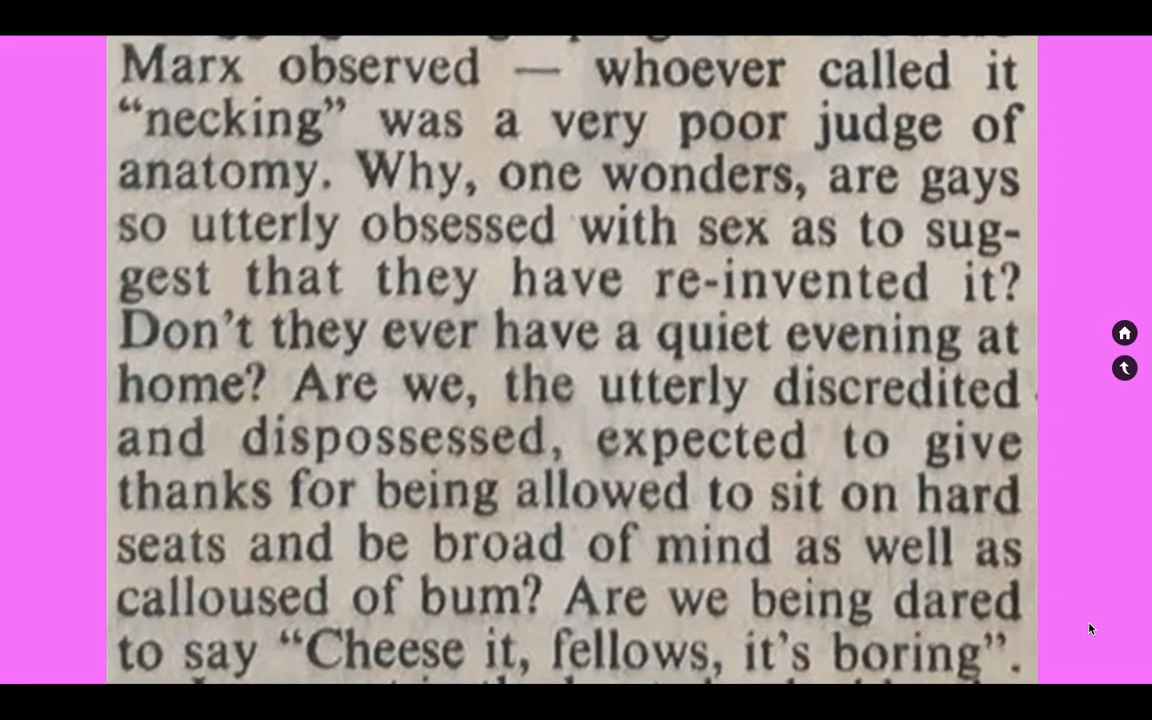 Marx observed — whoever called it
“necking” was a very poor judge of
anatomy. Why, one wonders, are gays
so utterly obsessed with sex as to sug-
gest that they have re-invented it?
Don’t they ever have a quiet evening at
home? Are we, the utterly discredited
and dispossessed, expected to give
thanks for being allowed to sit on hard
seats and be broad of mind as well as
calloused of bum? Are we being dared
to say “Cheese it, fellows, it’s boring”.